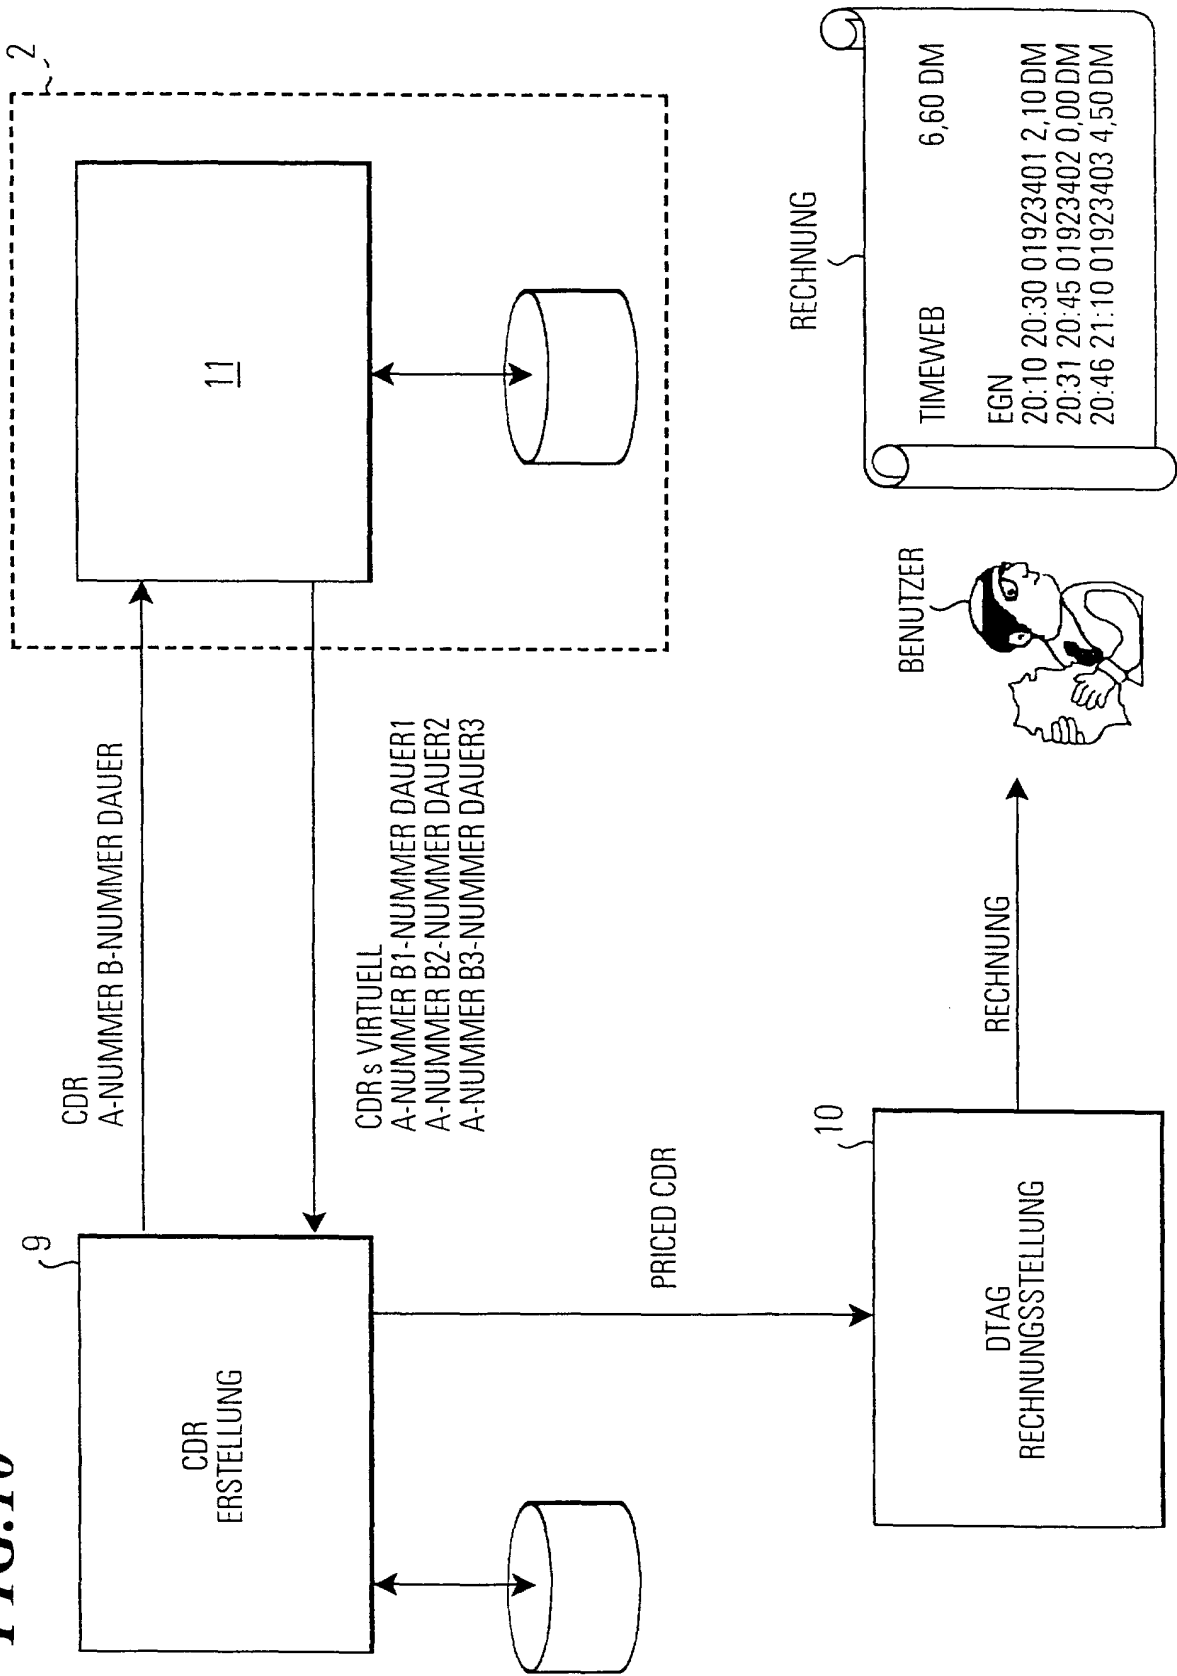 FIG.10
9
CDR
ERSTELLUNG
CDR
A-NUMMER B-NUMMER DAUER
CDRs VIRTUELL
A-NUMMER B1-NUMMER DAUER1
A-NUMMER B2-NUMMER DAUER2
A-NUMMER B3-NUMMER DAUER3
2
11
PRICED CDR
10
DTAG
RECHNUNGSSTELLUNG
RECHNUNG
BENUTZER
RECHNUNG
TIMEWEB 6,60 DM
EGN
20:10 20:30 01923401 2,10 DM
20:31 20:45 01923402 0,00 DM
20:46 21:10 01923403 4,50 DM